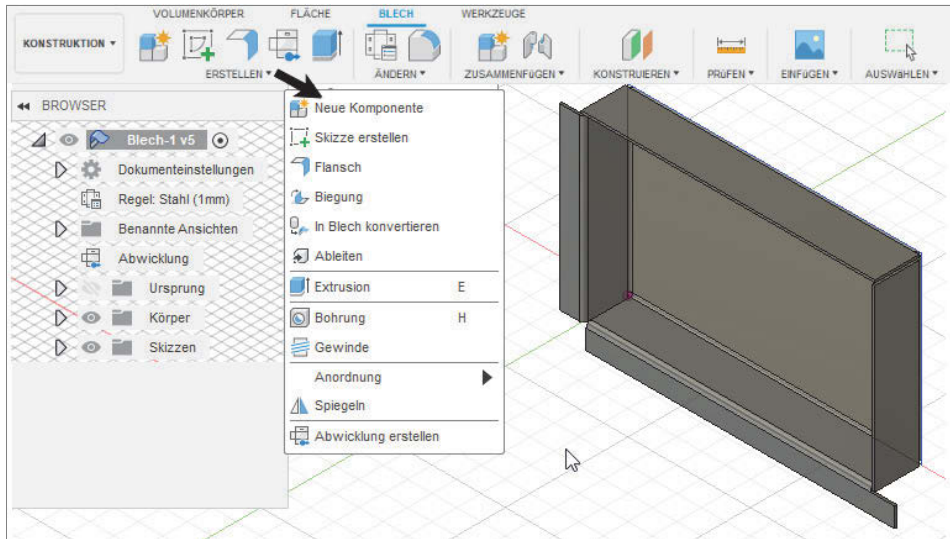 VOLUMENKÖRPER FLÄCHE BLECH WERKZEUGE
KONSTRUKTION
ERSTELLEN ÄNDERN ZUSAMMENFÜGEN KONSTRUIEREN PRÜFEN EINFÜGEN AUSWÄHLEN
BROWSER
Blech-1 v5
Dokumenteinstellungen
Regel: Stahl (1mm)
Benannte Ansichten
Abwicklung
Ursprung
Körper
Skizzen
Neue Komponente
Skizze erstellen
Flansch
Biegung
In Blech konvertieren
Ableiten
Extrusion E
Bohrung H
Gewinde
Anordnung
Spiegeln
Abwicklung erstellen